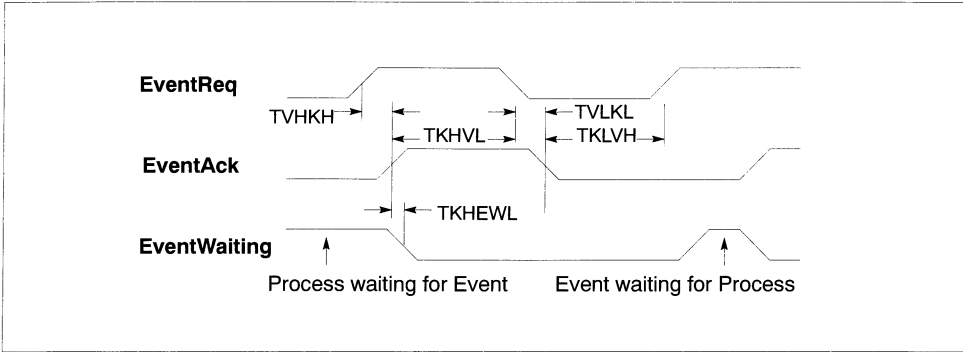 EventReq
TVHKH
TVLKL
TKHVL
TKLVH
EventAck
TKHEWL
EventWaiting
Process waiting for Event
Event waiting for Process